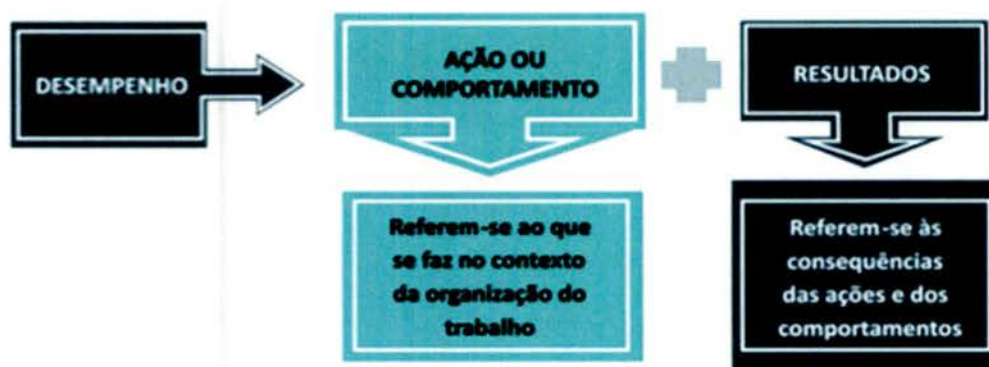 DESEMPENHO
AÇÃO OU
COMPORTAMENTO
RESULTADOS
Referem-se ao que
se faz no contexto
da organização do
trabalho
Referem-se às
consequências
das ações e dos
comportamentos